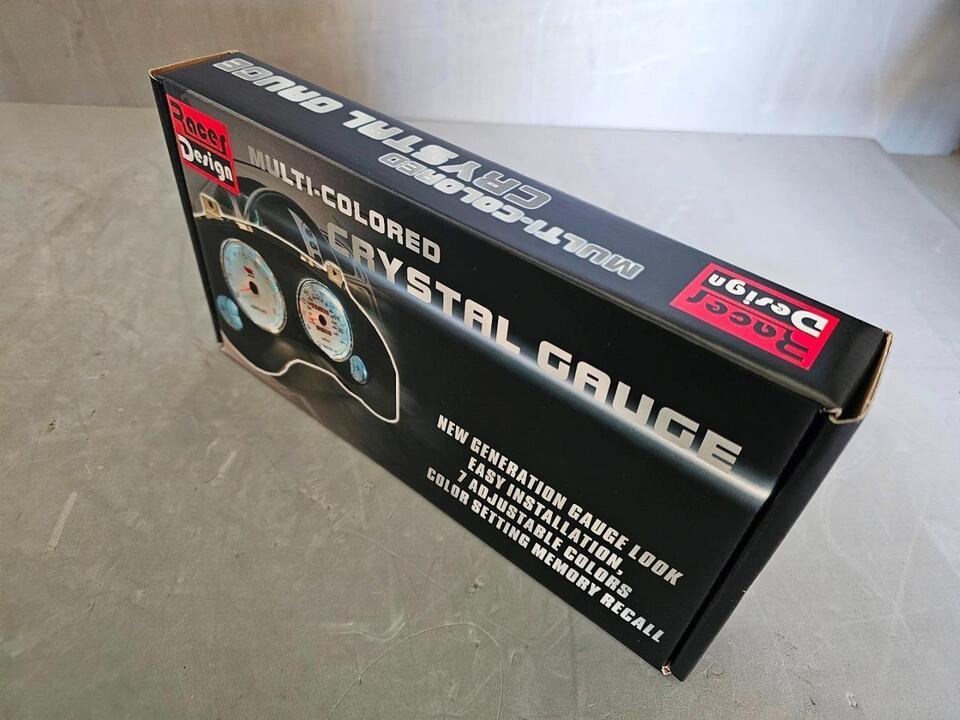 MULTI-COLORED
CRYSTAL GAUGE
Racer
Design
Racer
Design
MULTI-COLORED
CRYSTAL GAUGE
NEW GENERATION GAUGE LOOK
EASY INSTALLATION,
7 ADJUSTABLE COLORS
COLOR SETTING MEMORY RECALL